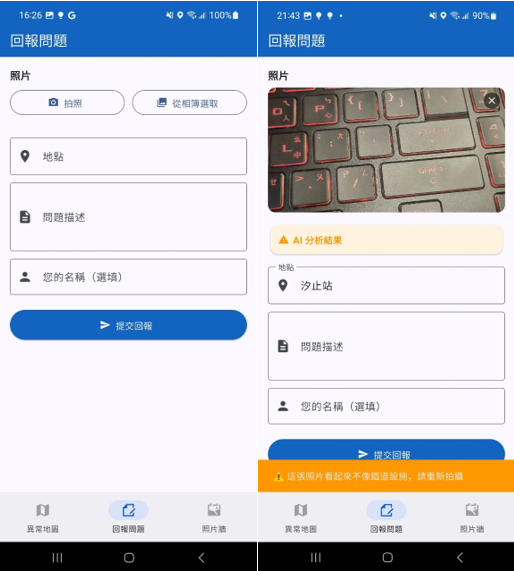 16:26
100%
回報問題
照片
拍照
從相簿選取
地點
問題描述
您的名稱（選填）
提交回報
異常地圖
回報問題
照片牆
21:43
90%
回報問題
照片
AI 分析結果
地點
汐止站
問題描述
您的名稱（選填）
提交回報
這張照片看起來不像鐵道設施，請重新拍攝
異常地圖
回報問題
照片牆